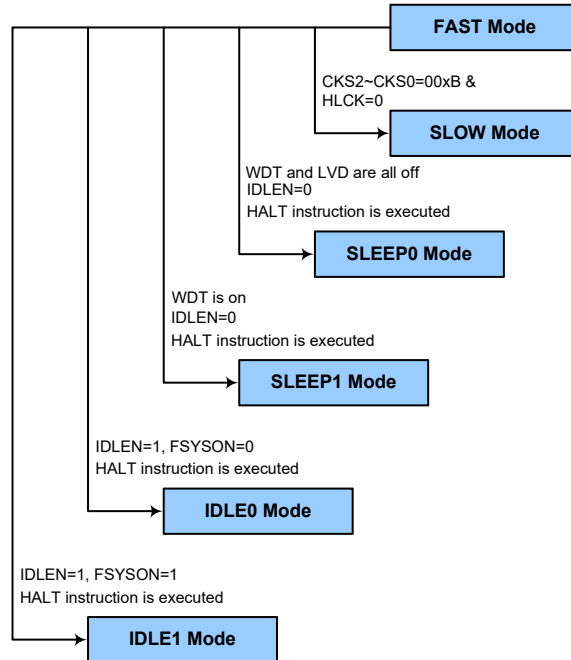 FAST Mode
CKS2~CKS0=00xB &
HLCK=0
SLOW Mode
WDT and LVD are all off
IDLEN=0
HALT instruction is executed
SLEEP0 Mode
WDT is on
IDLEN=0
HALT instruction is executed
SLEEP1 Mode
IDLEN=1, FSYSON=0
HALT instruction is executed
IDLE0 Mode
IDLEN=1, FSYSON=1
HALT instruction is executed
IDLE1 Mode